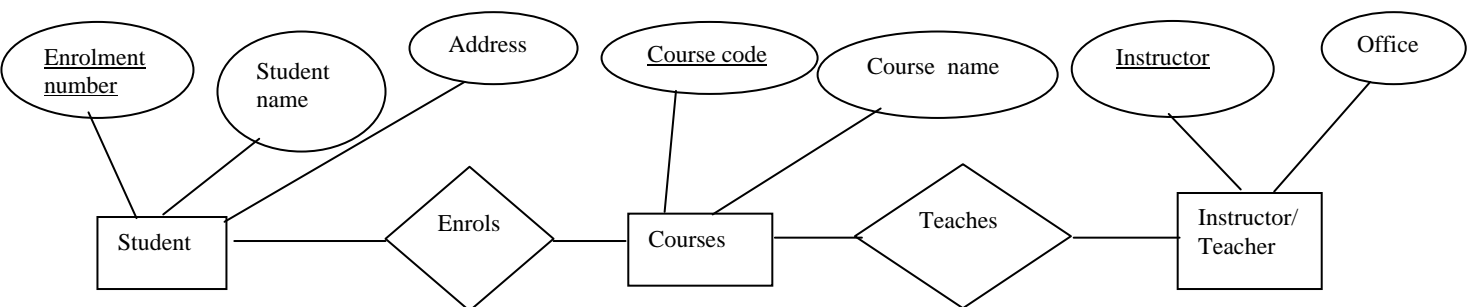 Enrolment
number
Student
name
Address
Course code
Course name
Instructor
Office
Student
Enrols
Courses
Teaches
Instructor/
Teacher